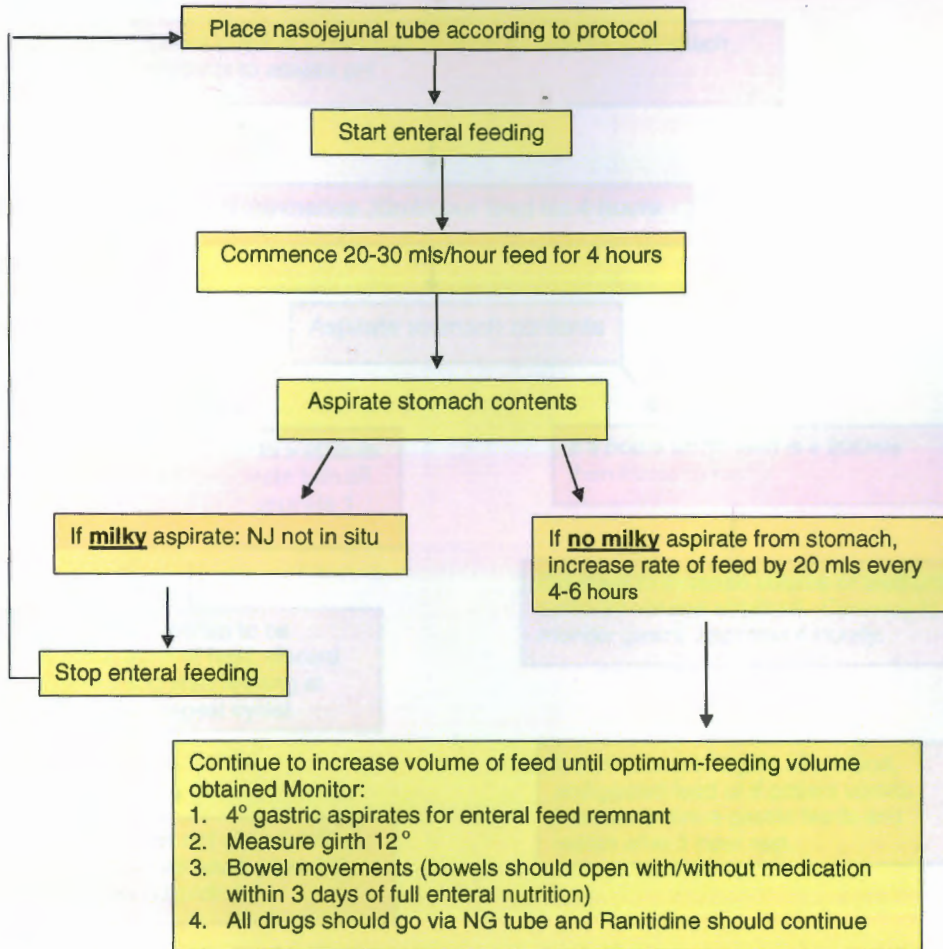 Place nasojejunal tube according to protocol
Start enteral feeding
Commence 20-30 mls/hour feed for 4 hours
Aspirate stomach contents
If milky aspirate: NJ not in situ
If no milky aspirate from stomach,
increase rate of feed by 20 mls every
4-6 hours
Stop enteral feeding
Continue to increase volume of feed until optimum-feeding volume
obtained Monitor:
1. 4° gastric aspirates for enteral feed remnant
2. Measure girth 12°
3. Bowel movements (bowels should open with/without medication
within 3 days of full enteral nutrition)
4. All drugs should go via NG tube and Ranitidine should continue